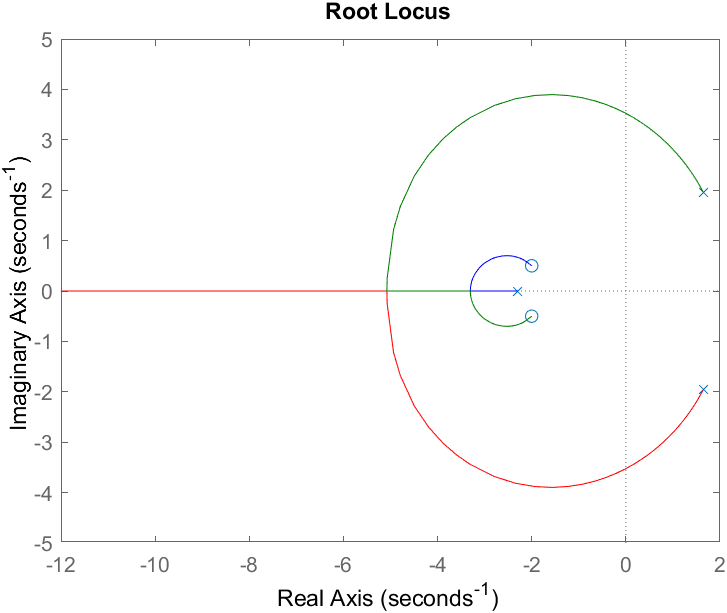 Root Locus
5
4
3
2
1
0
-1
-2
-3
-4
-5
Imaginary Axis (seconds⁻¹)
-12 -10 -8 -6 -4 -2 0 2
Real Axis (seconds⁻¹)